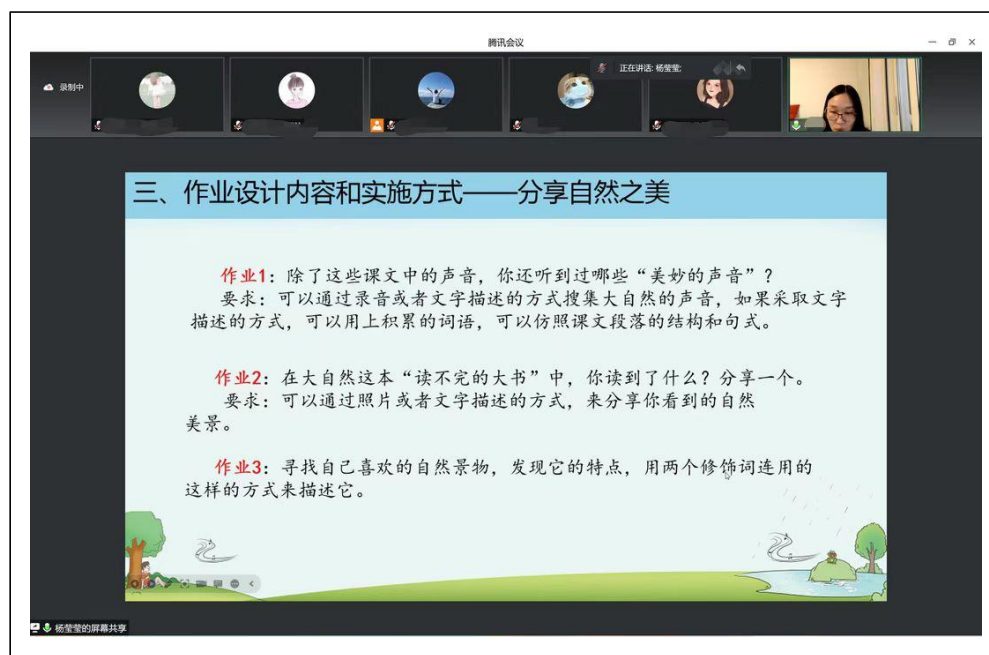 腾讯会议
录制中
正在讲话: 杨莹莹;
三、作业设计内容和实施方式——分享自然之美
作业1：除了这些课文中的声音，你还听到过哪些“美妙的声音”？
要求：可以通过录音或者文字描述的方式搜集大自然的声音，如果采取文字
描述的方式，可以用上积累的词语，可以仿照课文段落的结构和句式。
作业2：在大自然这本“读不完的大书”中，你读到了什么？分享一个。
要求：可以通过照片或者文字描述的方式，来分享你看到的自然
美景。
作业3：寻找自己喜欢的自然景物，发现它的特点，用两个修饰词连用的
这样的方式来描述它。
杨莹莹的屏幕共享